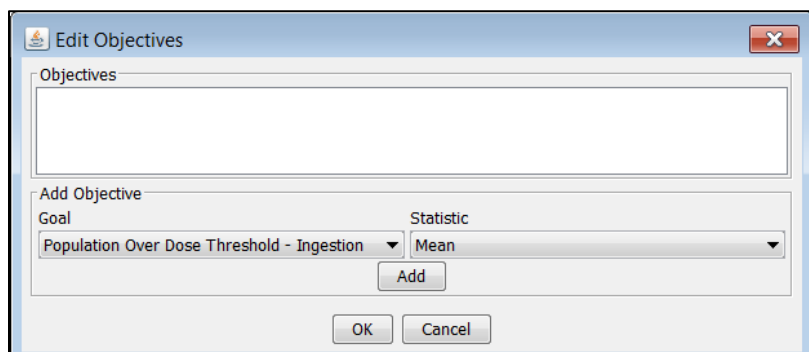 Edit Objectives
Objectives
Add Objective
Goal Statistic
Population Over Dose Threshold - Ingestion Mean
Add
OK Cancel